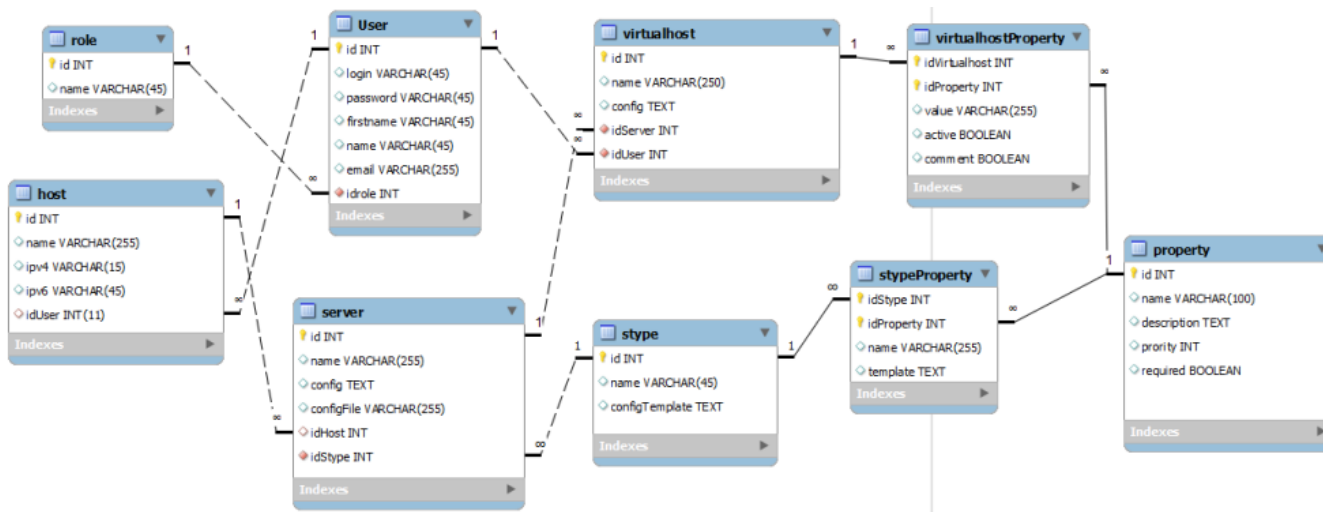 role
id INT
name VARCHAR(45)
Indexes
1
User
id INT
login VARCHAR(45)
password VARCHAR(45)
firstname VARCHAR(45)
name VARCHAR(45)
email VARCHAR(255)
idrole INT
Indexes
1
1
∞
virtualhost
id INT
name VARCHAR(250)
config TEXT
idServer INT
idUser INT
Indexes
1
∞
∞
virtualhostProperty
idVirtualhost INT
idProperty INT
value VARCHAR(255)
active BOOLEAN
comment BOOLEAN
Indexes
∞
∞
host
id INT
name VARCHAR(255)
ipv4 VARCHAR(15)
ipv6 VARCHAR(45)
idUser INT(11)
Indexes
1
∞
server
id INT
name VARCHAR(255)
config TEXT
configFile VARCHAR(255)
idHost INT
idStype INT
Indexes
1
∞
∞
stype
id INT
name VARCHAR(45)
configTemplate TEXT
Indexes
1
1
stypeProperty
idStype INT
idProperty INT
name VARCHAR(255)
template TEXT
Indexes
∞
∞
property
id INT
name VARCHAR(100)
description TEXT
prority INT
required BOOLEAN
Indexes
1